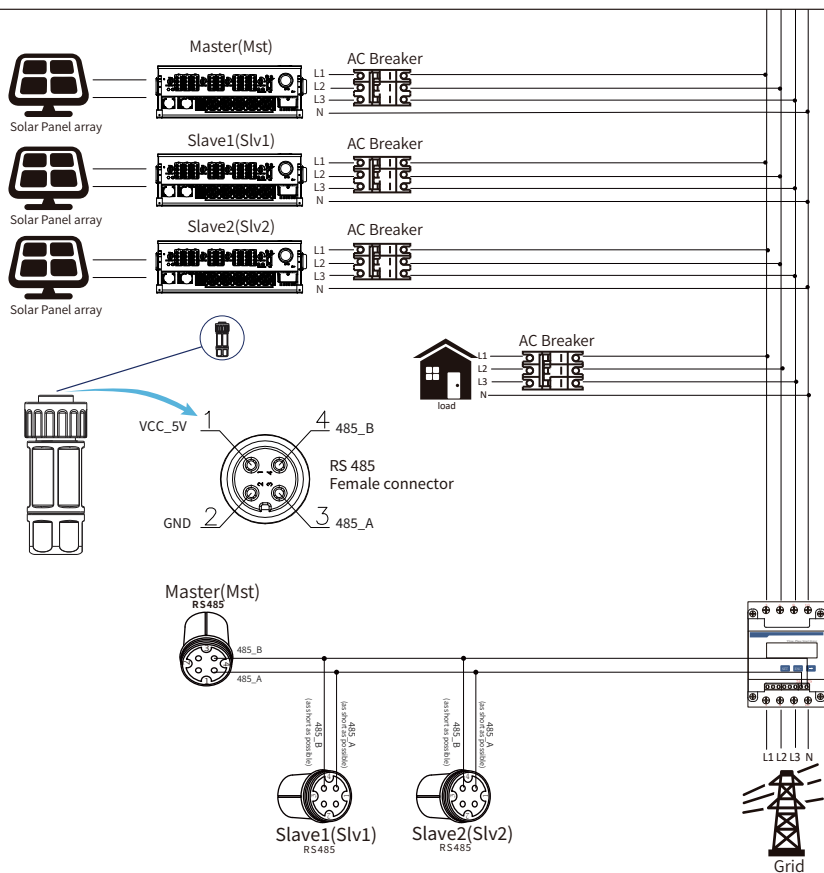 Master(Mst)
AC Breaker
L1
L2
L3
N
Solar Panel array
Slave1(Slv1)
AC Breaker
L1
L2
L3
N
Solar Panel array
Slave2(Slv2)
AC Breaker
L1
L2
L3
N
Solar Panel array
AC Breaker
L1
L2
L3
N
load
VCC_5V
1
4
485_B
RS 485
Female connector
1
4
2
3
GND
2
3
485_A
Master(Mst)
RS485
485_B
485_A
485_B
(as short as possible)
485_A
(as short as possible)
485_B
(as short as possible)
485_A
(as short as possible)
Slave1(Slv1)
RS485
Slave2(Slv2)
RS485
L1 L2 L3 N
Grid